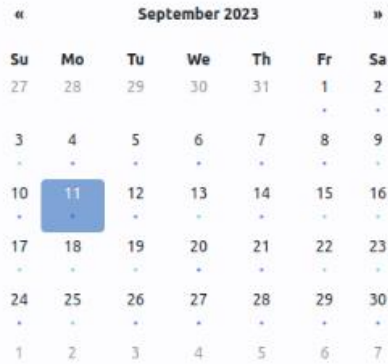 « September 2023 »
Su Mo Tu We Th Fr Sa
27 28 29 30 31 1 2
3 4 5 6 7 8 9
10 11 12 13 14 15 16
17 18 19 20 21 22 23
24 25 26 27 28 29 30
1 2 3 4 5 6 7